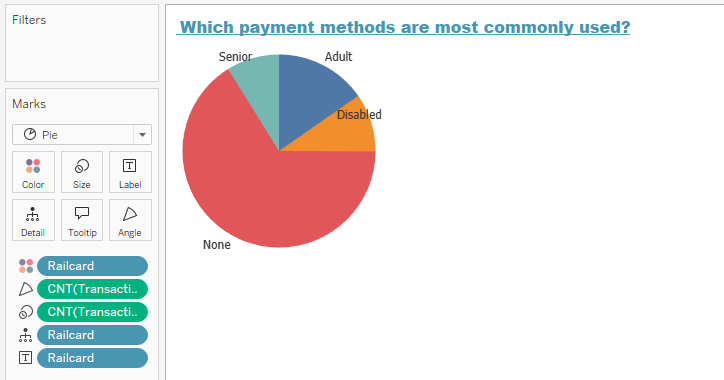 Filters
Marks
Pie
Color Size Label
Detail Tooltip Angle
Railcard
CNT(Transacti..
CNT(Transacti..
Railcard
Railcard
Which payment methods are most commonly used?
Senior Adult
Disabled
None